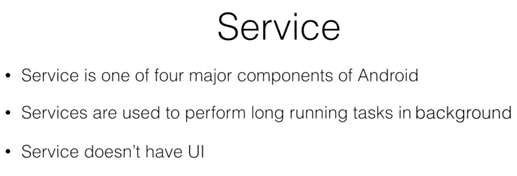 Service
• Service is one of four major components of Android
• Services are used to perform long running tasks in background
• Service doesn't have UI